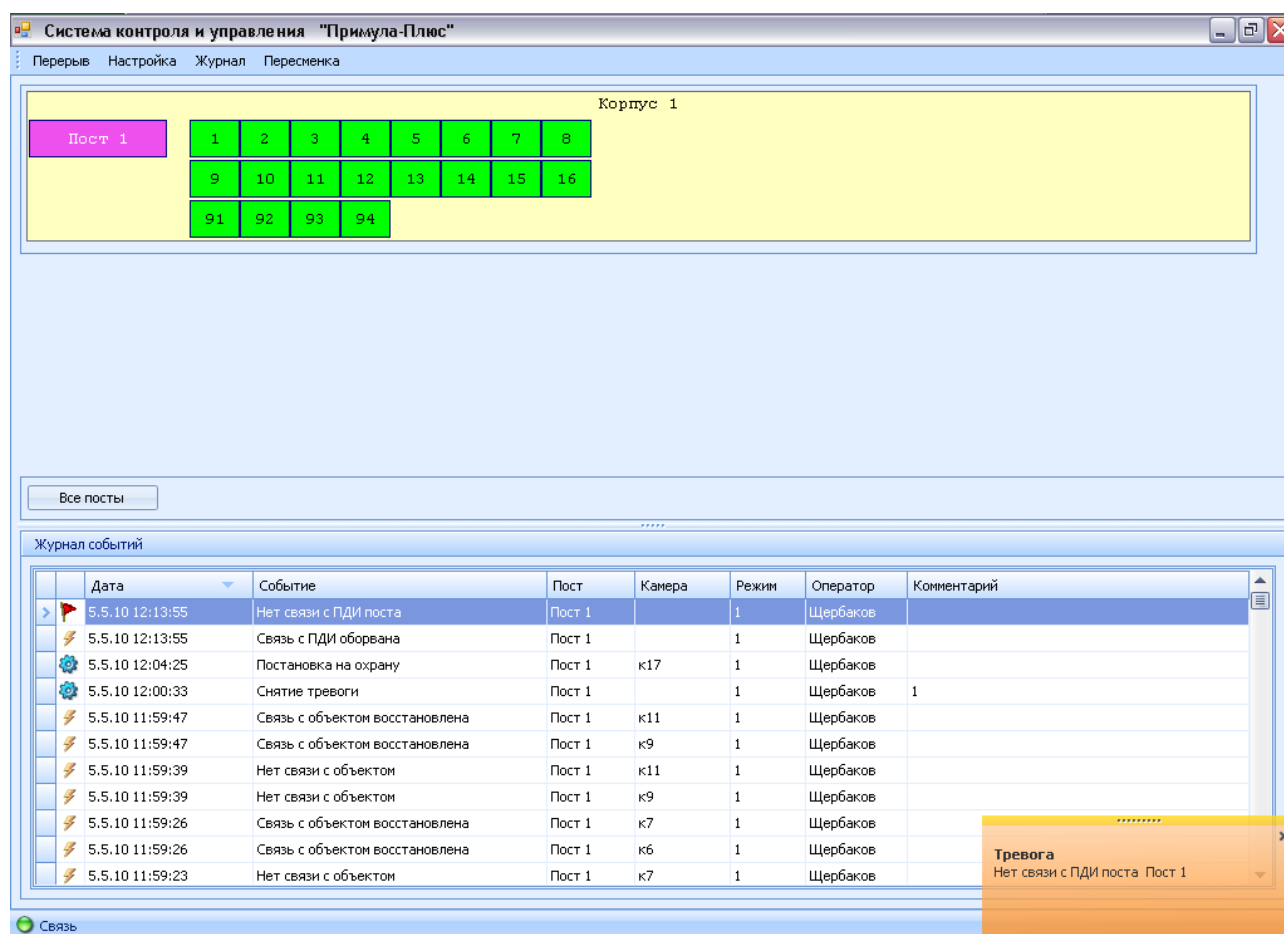 Система контроля и управления "Примула-Плюс"
Перерыв Настройка Журнал Пересменка
Корпус 1
Пост 1 1 2 3 4 5 6 7 8
9 10 11 12 13 14 15 16
91 92 93 94
Все посты
Журнал событий
Дата Событие Пост Камера Режим Оператор Комментарий
5.5.10 12:13:55 Нет связи с ПДИ поста Пост 1 1 Щербаков
5.5.10 12:13:55 Связь с ПДИ оборвана Пост 1 1 Щербаков
5.5.10 12:04:25 Постановка на охрану Пост 1 к17 1 Щербаков
5.5.10 12:00:33 Снятие тревоги Пост 1 1 Щербаков 1
5.5.10 11:59:47 Связь с объектом восстановлена Пост 1 к11 1 Щербаков
5.5.10 11:59:47 Связь с объектом восстановлена Пост 1 к9 1 Щербаков
5.5.10 11:59:39 Нет связи с объектом Пост 1 к11 1 Щербаков
5.5.10 11:59:39 Нет связи с объектом Пост 1 к9 1 Щербаков
5.5.10 11:59:26 Связь с объектом восстановлена Пост 1 к7 1 Щербаков
5.5.10 11:59:26 Связь с объектом восстановлена Пост 1 к6 1 Щербаков
5.5.10 11:59:23 Нет связи с объектом Пост 1 к7 1 Щербаков
Тревога
Нет связи с ПДИ поста Пост 1
Связь